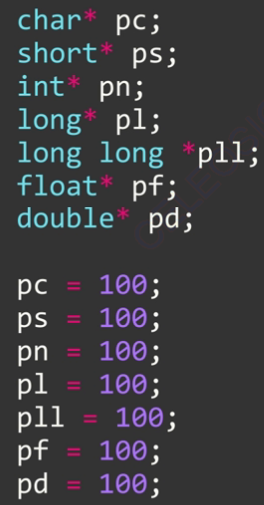 char* pc;
short* ps;
int* pn;
long* pl;
long long *pll;
float* pf;
double* pd;
pc = 100;
ps = 100;
pn = 100;
pl = 100;
pll = 100;
pf = 100;
pd = 100;